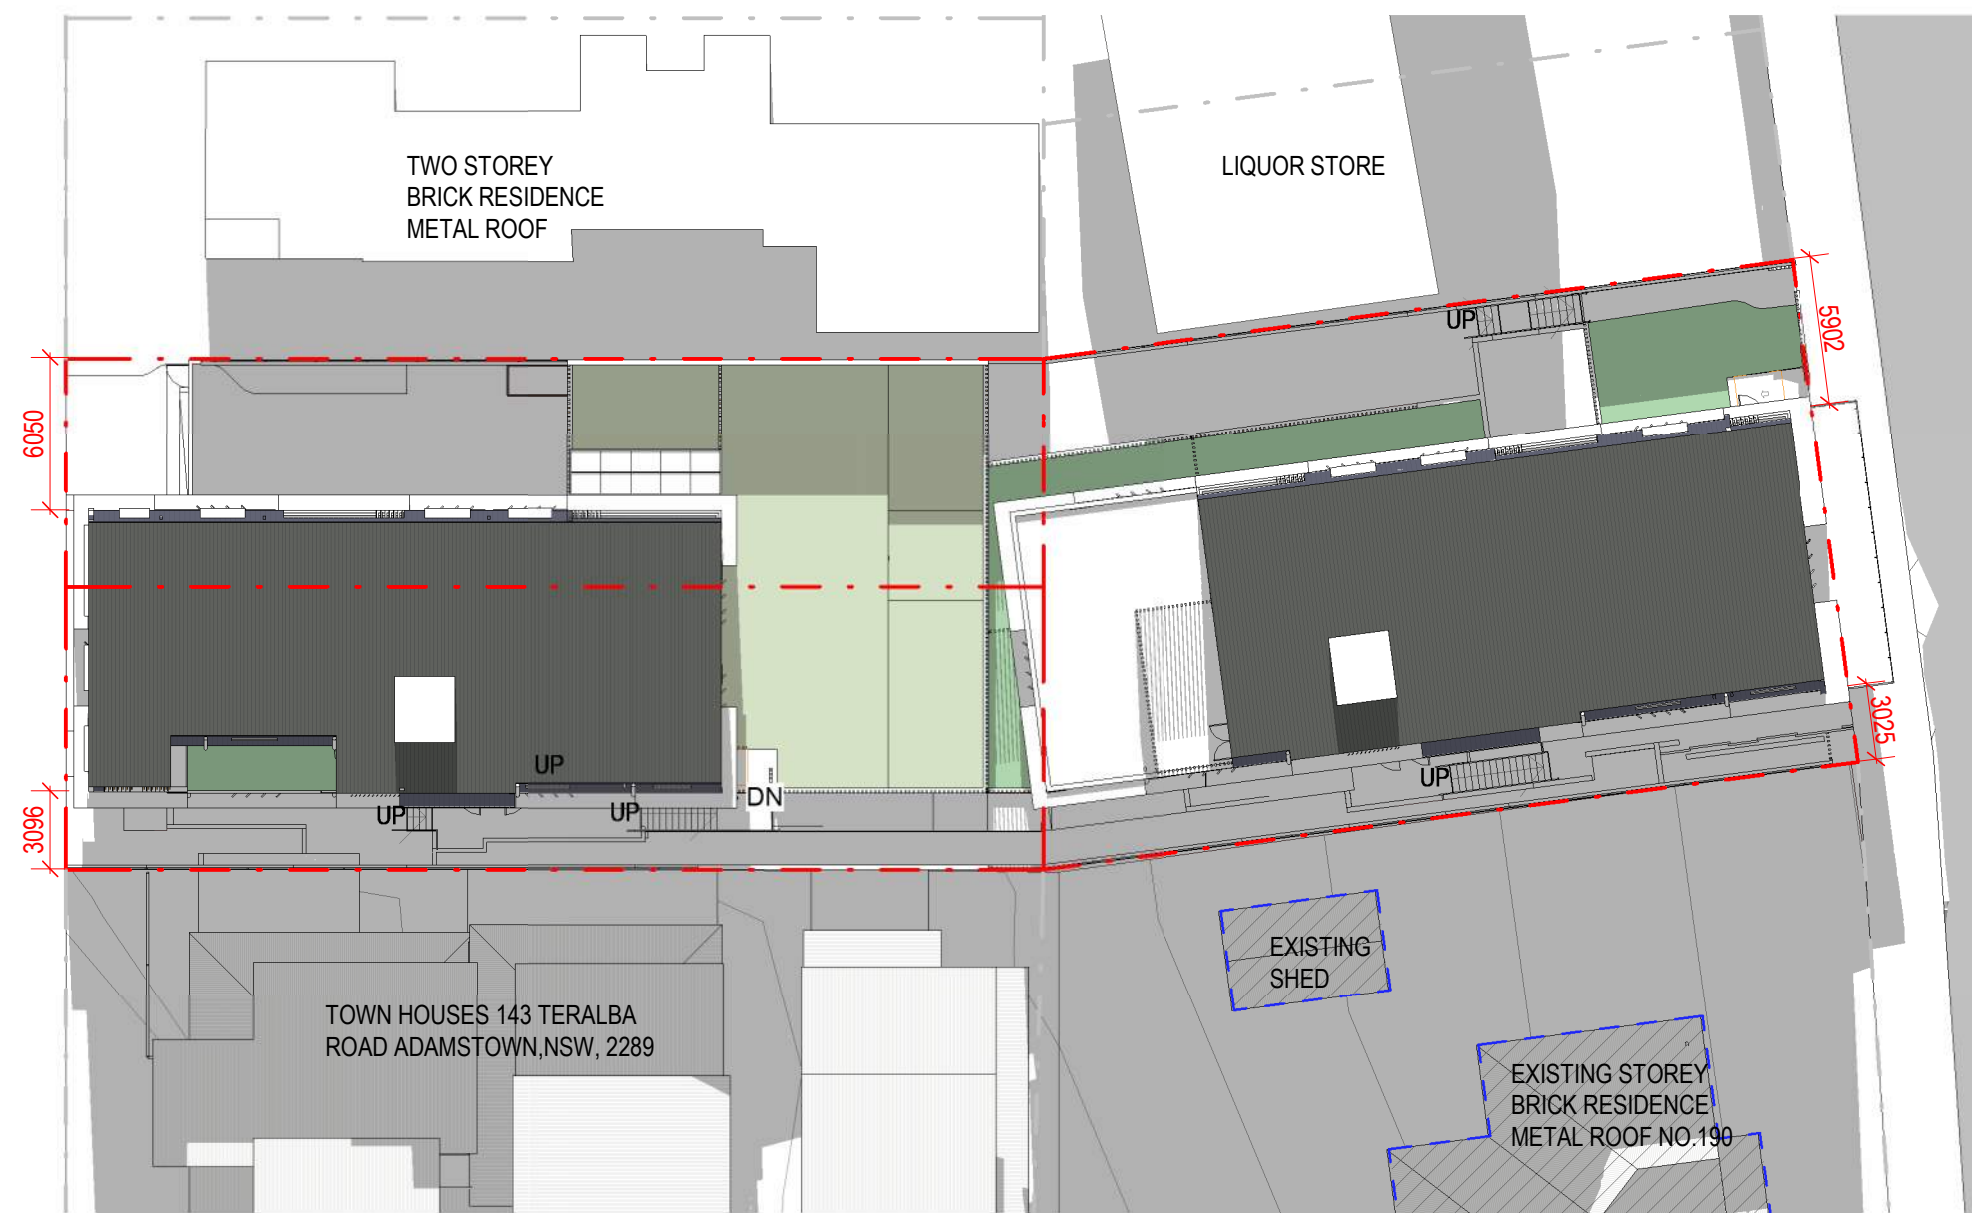 TWO STOREY
BRICK RESIDENCE
METAL ROOF
LIQUOR STORE
UP
5902
6050
3025
UP
UP
UP
UP
DN
3096
EXISTING
SHED
TOWN HOUSES 143 TERALBA
ROAD ADAMSTOWN,NSW, 2289
EXISTING STOREY
BRICK RESIDENCE
METAL ROOF NO.190